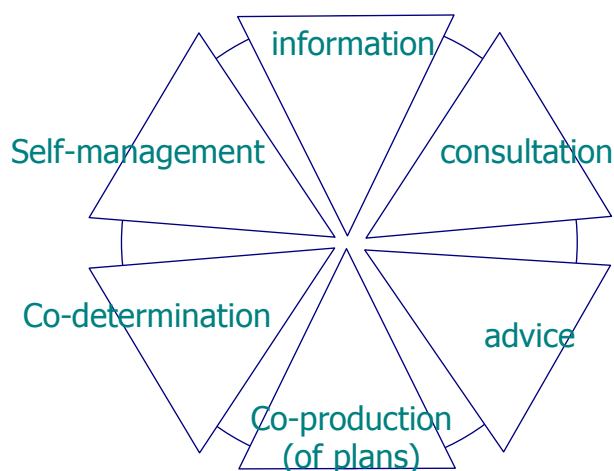 information
consultation
advice
Co-production
(of plans)
Co-determination
Self-management